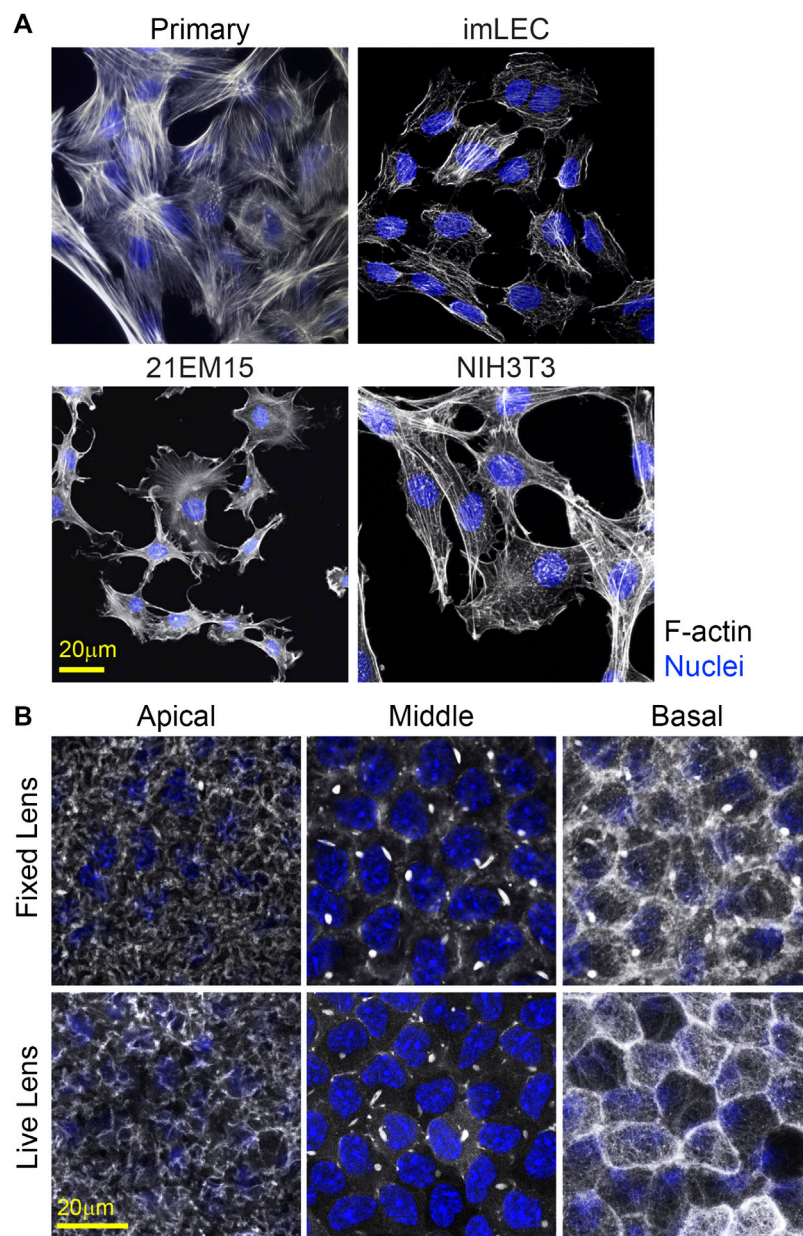 A
Primary
imLEC
21EM15
NIH3T3
20μm
F-actin
Nuclei
B
Apical
Middle
Basal
Fixed Lens
Live Lens
20μm